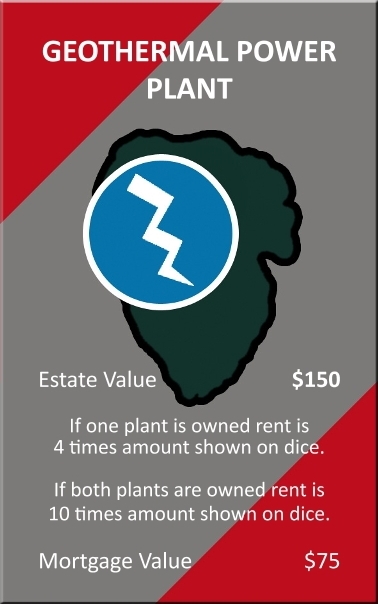 GEOTHERMAL POWER
PLANT
Estate Value $150
If one plant is owned rent is
4 times amount shown on dice.
If both plants are owned rent is
10 times amount shown on dice.
Mortgage Value $75